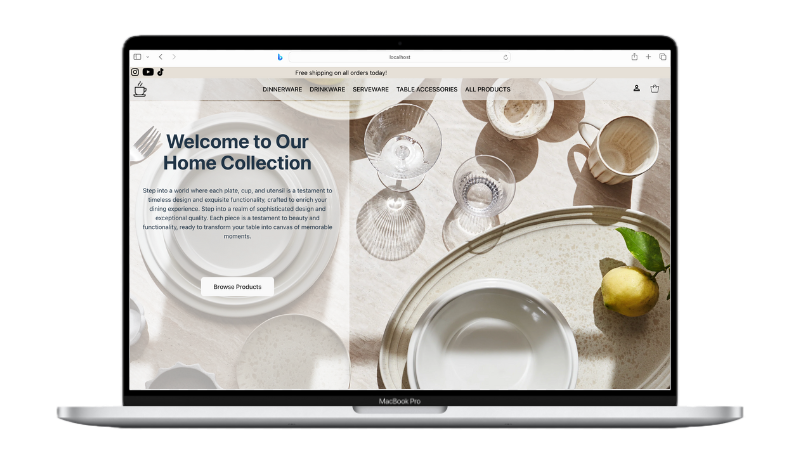 localhost
Free shipping on all orders today!
DINNERWARE DRINKWARE SERVEWARE TABLE ACCESSORIES ALL PRODUCTS
Welcome to Our
Home Collection
Step into a world where each plate, cup, and utensil is a testament to
timeless design and exquisite functionality, crafted to enrich your
dining experience. Step into a realm of sophisticated design and
exceptional quality. Each piece is a testament to beauty and
functionality, ready to transform your table into canvas of memorable
moments.
Browse Products
MacBook Pro